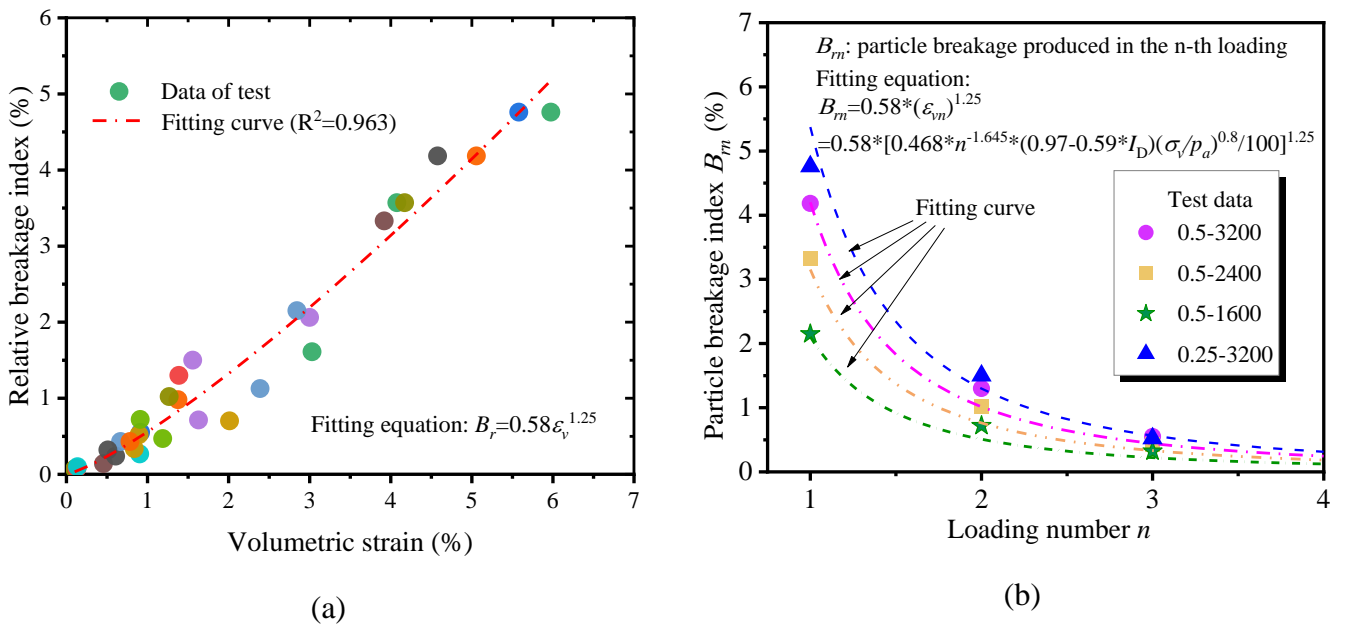 6
5
4
3
2
1
0
Relative breakage index (%)
Data of test
Fitting curve (R²=0.963)
Fitting equation: Bᵣ=0.58εᵥ¹·²⁵
0 1 2 3 4 5 6 7
Volumetric strain (%)
(a)
7
6
5
4
3
2
1
0
Particle breakage index Bᵣₙ (%)
Bᵣₙ: particle breakage produced in the n-th loading
Fitting equation:
Bᵣₙ=0.58*(εᵥₙ)¹·²⁵
=0.58*[0.468*n⁻¹·⁶⁴⁵*(0.97-0.59*I_D)(σᵥ/pₐ)⁰·⁸/100]¹·²⁵
Fitting curve
Test data
0.5-3200
0.5-2400
0.5-1600
0.25-3200
1 2 3 4
Loading number n
(b)